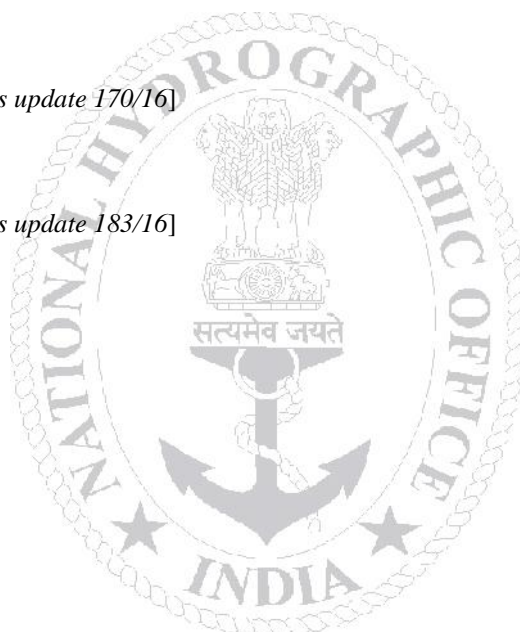 s update 170/16]
s update 183/16]
NATIONAL HYDROGRAPHIC OFFICE
सत्यमेव जयते
INDIA